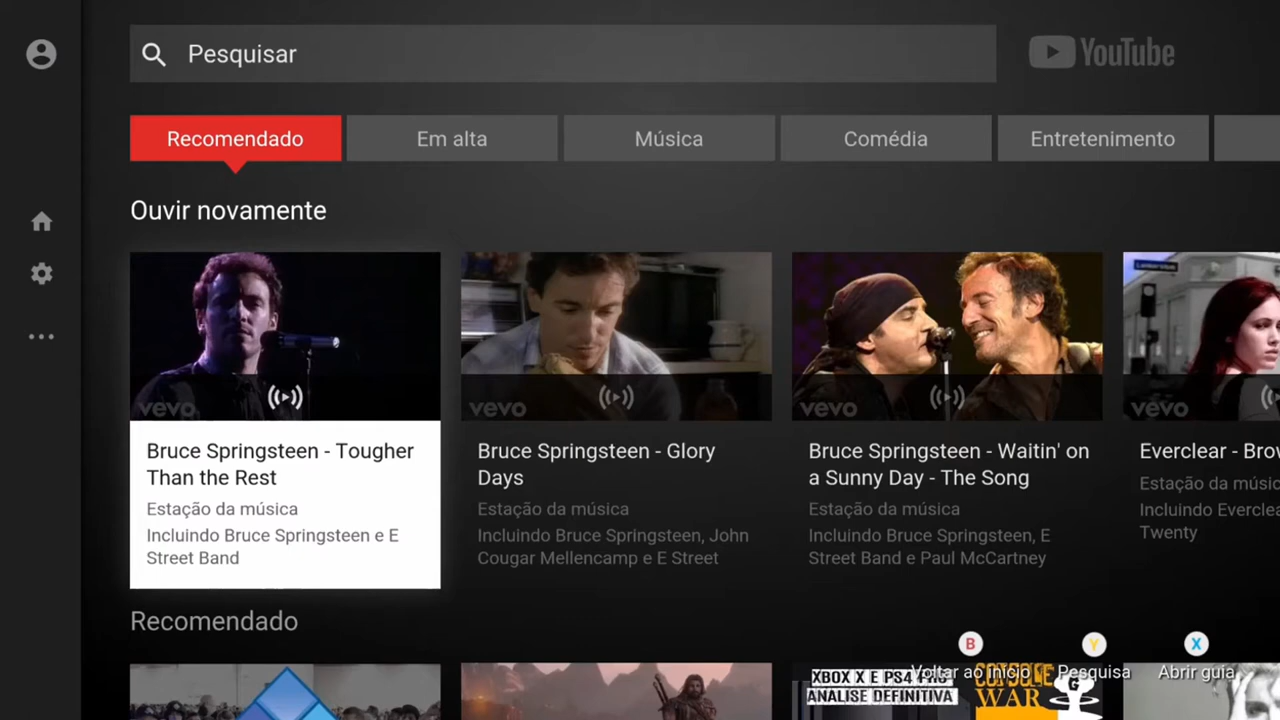 Pesquisar
YouTube
Recomendado
Em alta
Música
Comédia
Entretenimento
Ouvir novamente
vevo
vevo
vevo
vevo
Bruce Springsteen - Tougher
Than the Rest
Estação da música
Incluindo Bruce Springsteen e E
Street Band
Bruce Springsteen - Glory
Days
Estação da música
Incluindo Bruce Springsteen, John
Cougar Mellencamp e E Street
Bruce Springsteen - Waitin' on
a Sunny Day - The Song
Estação da música
Incluindo Bruce Springsteen, E
Street Band e Paul McCartney
Everclear -
Estação da
Incluindo
Twenty
Recomendado
XBOX X E PS4 PRO
ANALISE DEFINITIVA
CONSOLE
WAR
G
B
Voltar ao início
Y
Pesquisa
X
Abrir guia